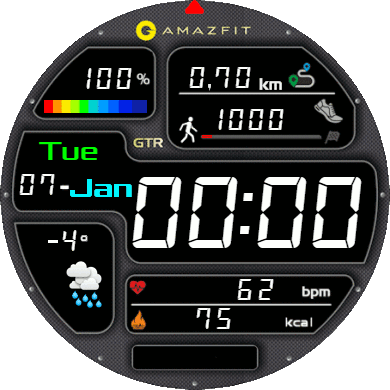 AMAZFIT
100%
0,70 km
1000
GTR
Tue
07-Jan
00:00
-4°
62 bpm
75 kcal